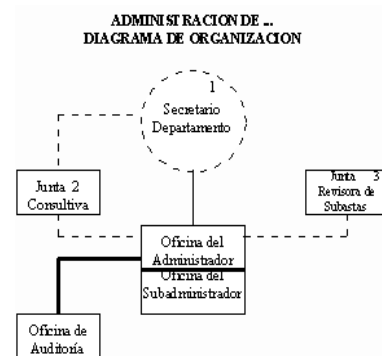 ADMINISTRACION DE ...
DIAGRAMA DE ORGANIZACION
1
Secretario
Departamento
Junta 2
Consultiva
Junta 3
Revisora de
Subastas
Oficina del
Administrador
Oficina del
Subadministrador
Oficina de
Auditoría